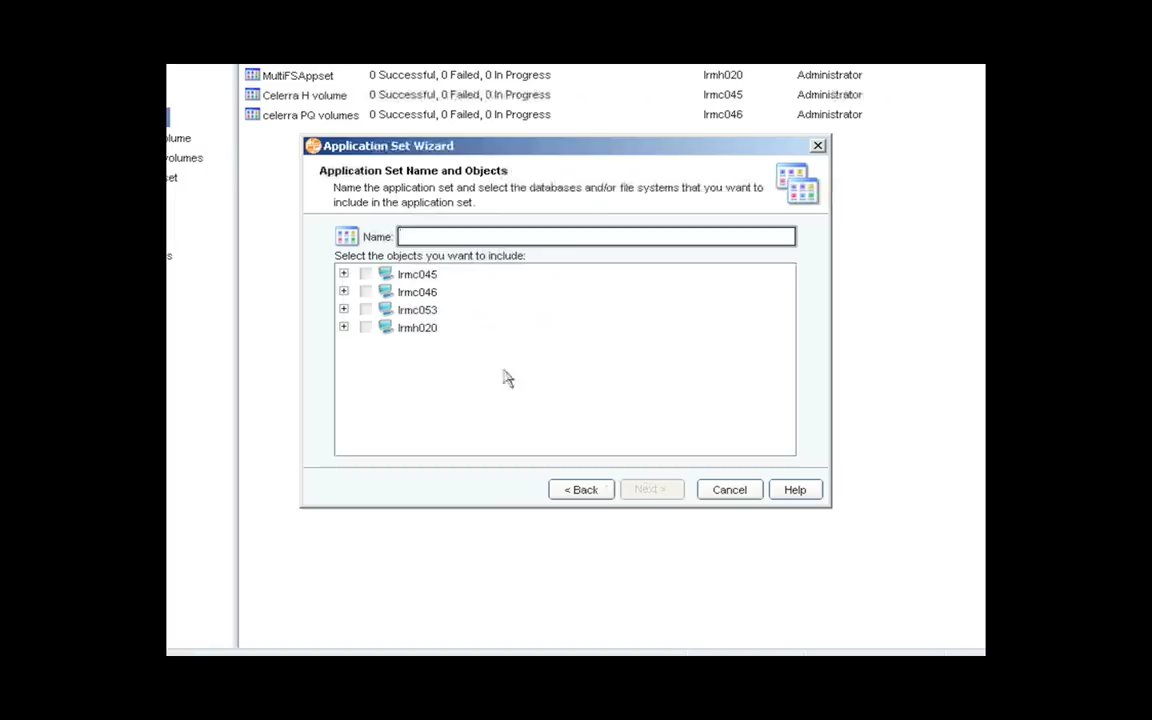 MultiFSAppset 0 Successful, 0 Failed, 0 In Progress lrmh020 Administrator
Celerra H volume 0 Successful, 0 Failed, 0 In Progress lrmc045 Administrator
celerra PQ volumes 0 Successful, 0 Failed, 0 In Progress lrmc046 Administrator
lume
volumes
et
s
Application Set Wizard
Application Set Name and Objects
Name the application set and select the databases and/or file systems that you want to
include in the application set.
Name:
Select the objects you want to include:
lrmc045
lrmc046
lrmc053
lrmh020
< Back Next > Cancel Help